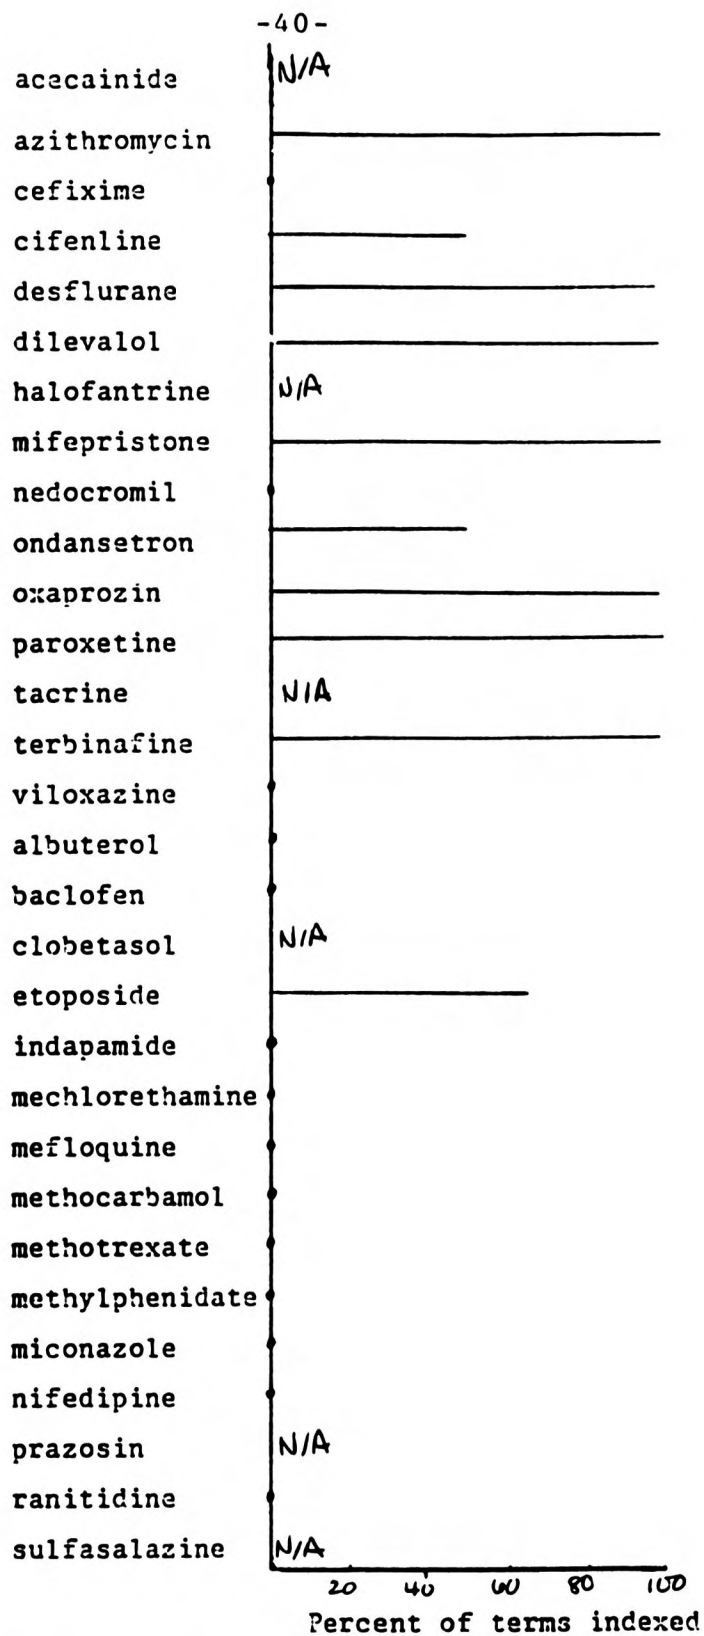 -40-
acecainide N/A
azithromycin
cefixime
cifenline
desflurane
dilevalol
halofantrine N/A
mifepristone
nedocromil
ondansetron
oxaprozin
paroxetine
tacrine N/A
terbinafine
viloxazine
albuterol
baclofen
clobetasol N/A
etoposide
indapamide
mechlorethamine
mefloquine
methocarbamol
methotrexate
methylphenidate
miconazole
nifedipine
prazosin N/A
ranitidine
sulfasalazine N/A
20 40 60 80 100
Percent of terms indexed